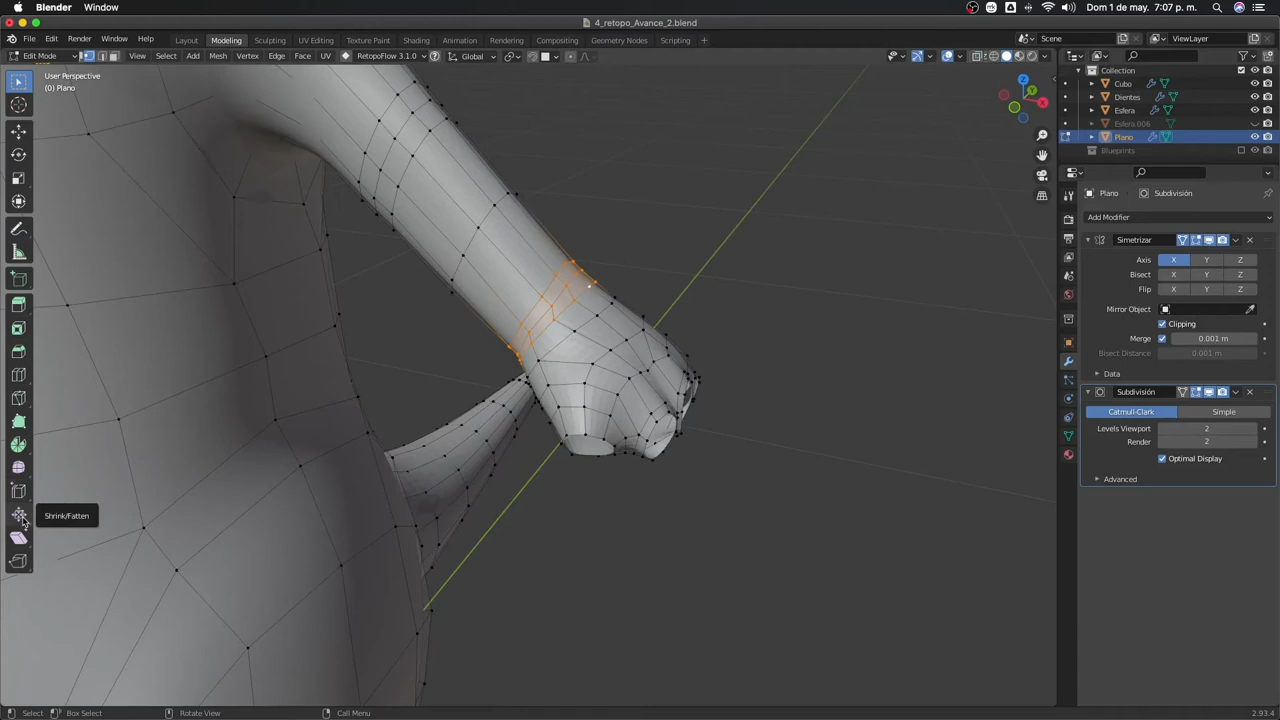 Blender Window Dom 1 de may. 7:07 p. m.
4_retopo_Avance_2.blend
File Edit Render Window Help Layout Modeling Sculpting UV Editing Texture Paint Shading Animation Rendering Compositing Geometry Nodes Scripting + Scene ViewLayer
Edit Mode View Select Add Mesh Vertex Edge Face UV RetopoFlow 3.1.0 Global
User Perspective
(0) Plano
Z
Y
X
Collection
Cubo
Dientes
Esfera
Esfera.006
Plano
Blueprints
Plano Subdivisión
Add Modifier
Simetrizar
Axis X Y Z
Bisect X Y Z
Flip X Y Z
Mirror Object
Clipping
Merge 0.001 m
Bisect Distance 0.001 m
Data
Subdivisión
Catmull-Clark Simple
Levels Viewport 2
Render 2
Optimal Display
Advanced
Shrink/Fatten
Select Box Select Rotate View Call Menu 2.93.4